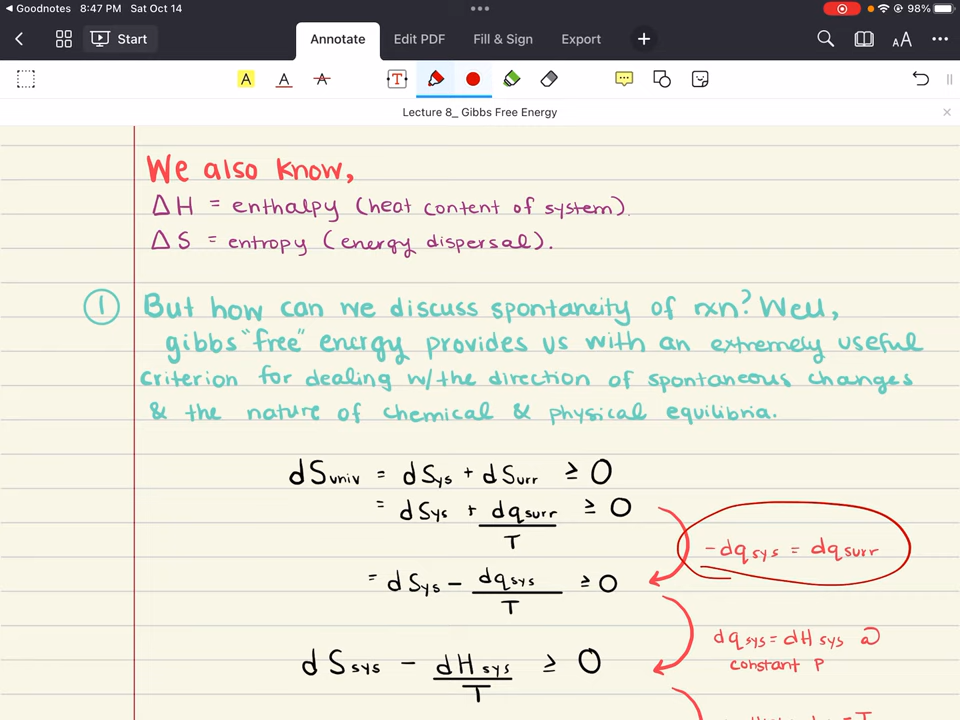 Goodnotes 8:47 PM Sat Oct 14 98%
Start Annotate Edit PDF Fill & Sign Export
A A A T
Lecture 8_ Gibbs Free Energy
We also know,
ΔH = enthalpy (heat content of system).
ΔS = entropy (energy dispersal).
① But how can we discuss spontaneity of rxn? Well,
gibbs "free" energy provides us with an extremely useful
criterion for dealing w/the direction of spontaneous changes
& the nature of chemical & physical equilibria.
dSuniv = dSys + dSurr ≥ 0
= dSys + dqsurr/T ≥ 0
-dqsys = dqsurr
= dSys - dqsys/T ≥ 0
dqsys = dHsys @
constant P
dSsys - dHsys/T ≥ 0